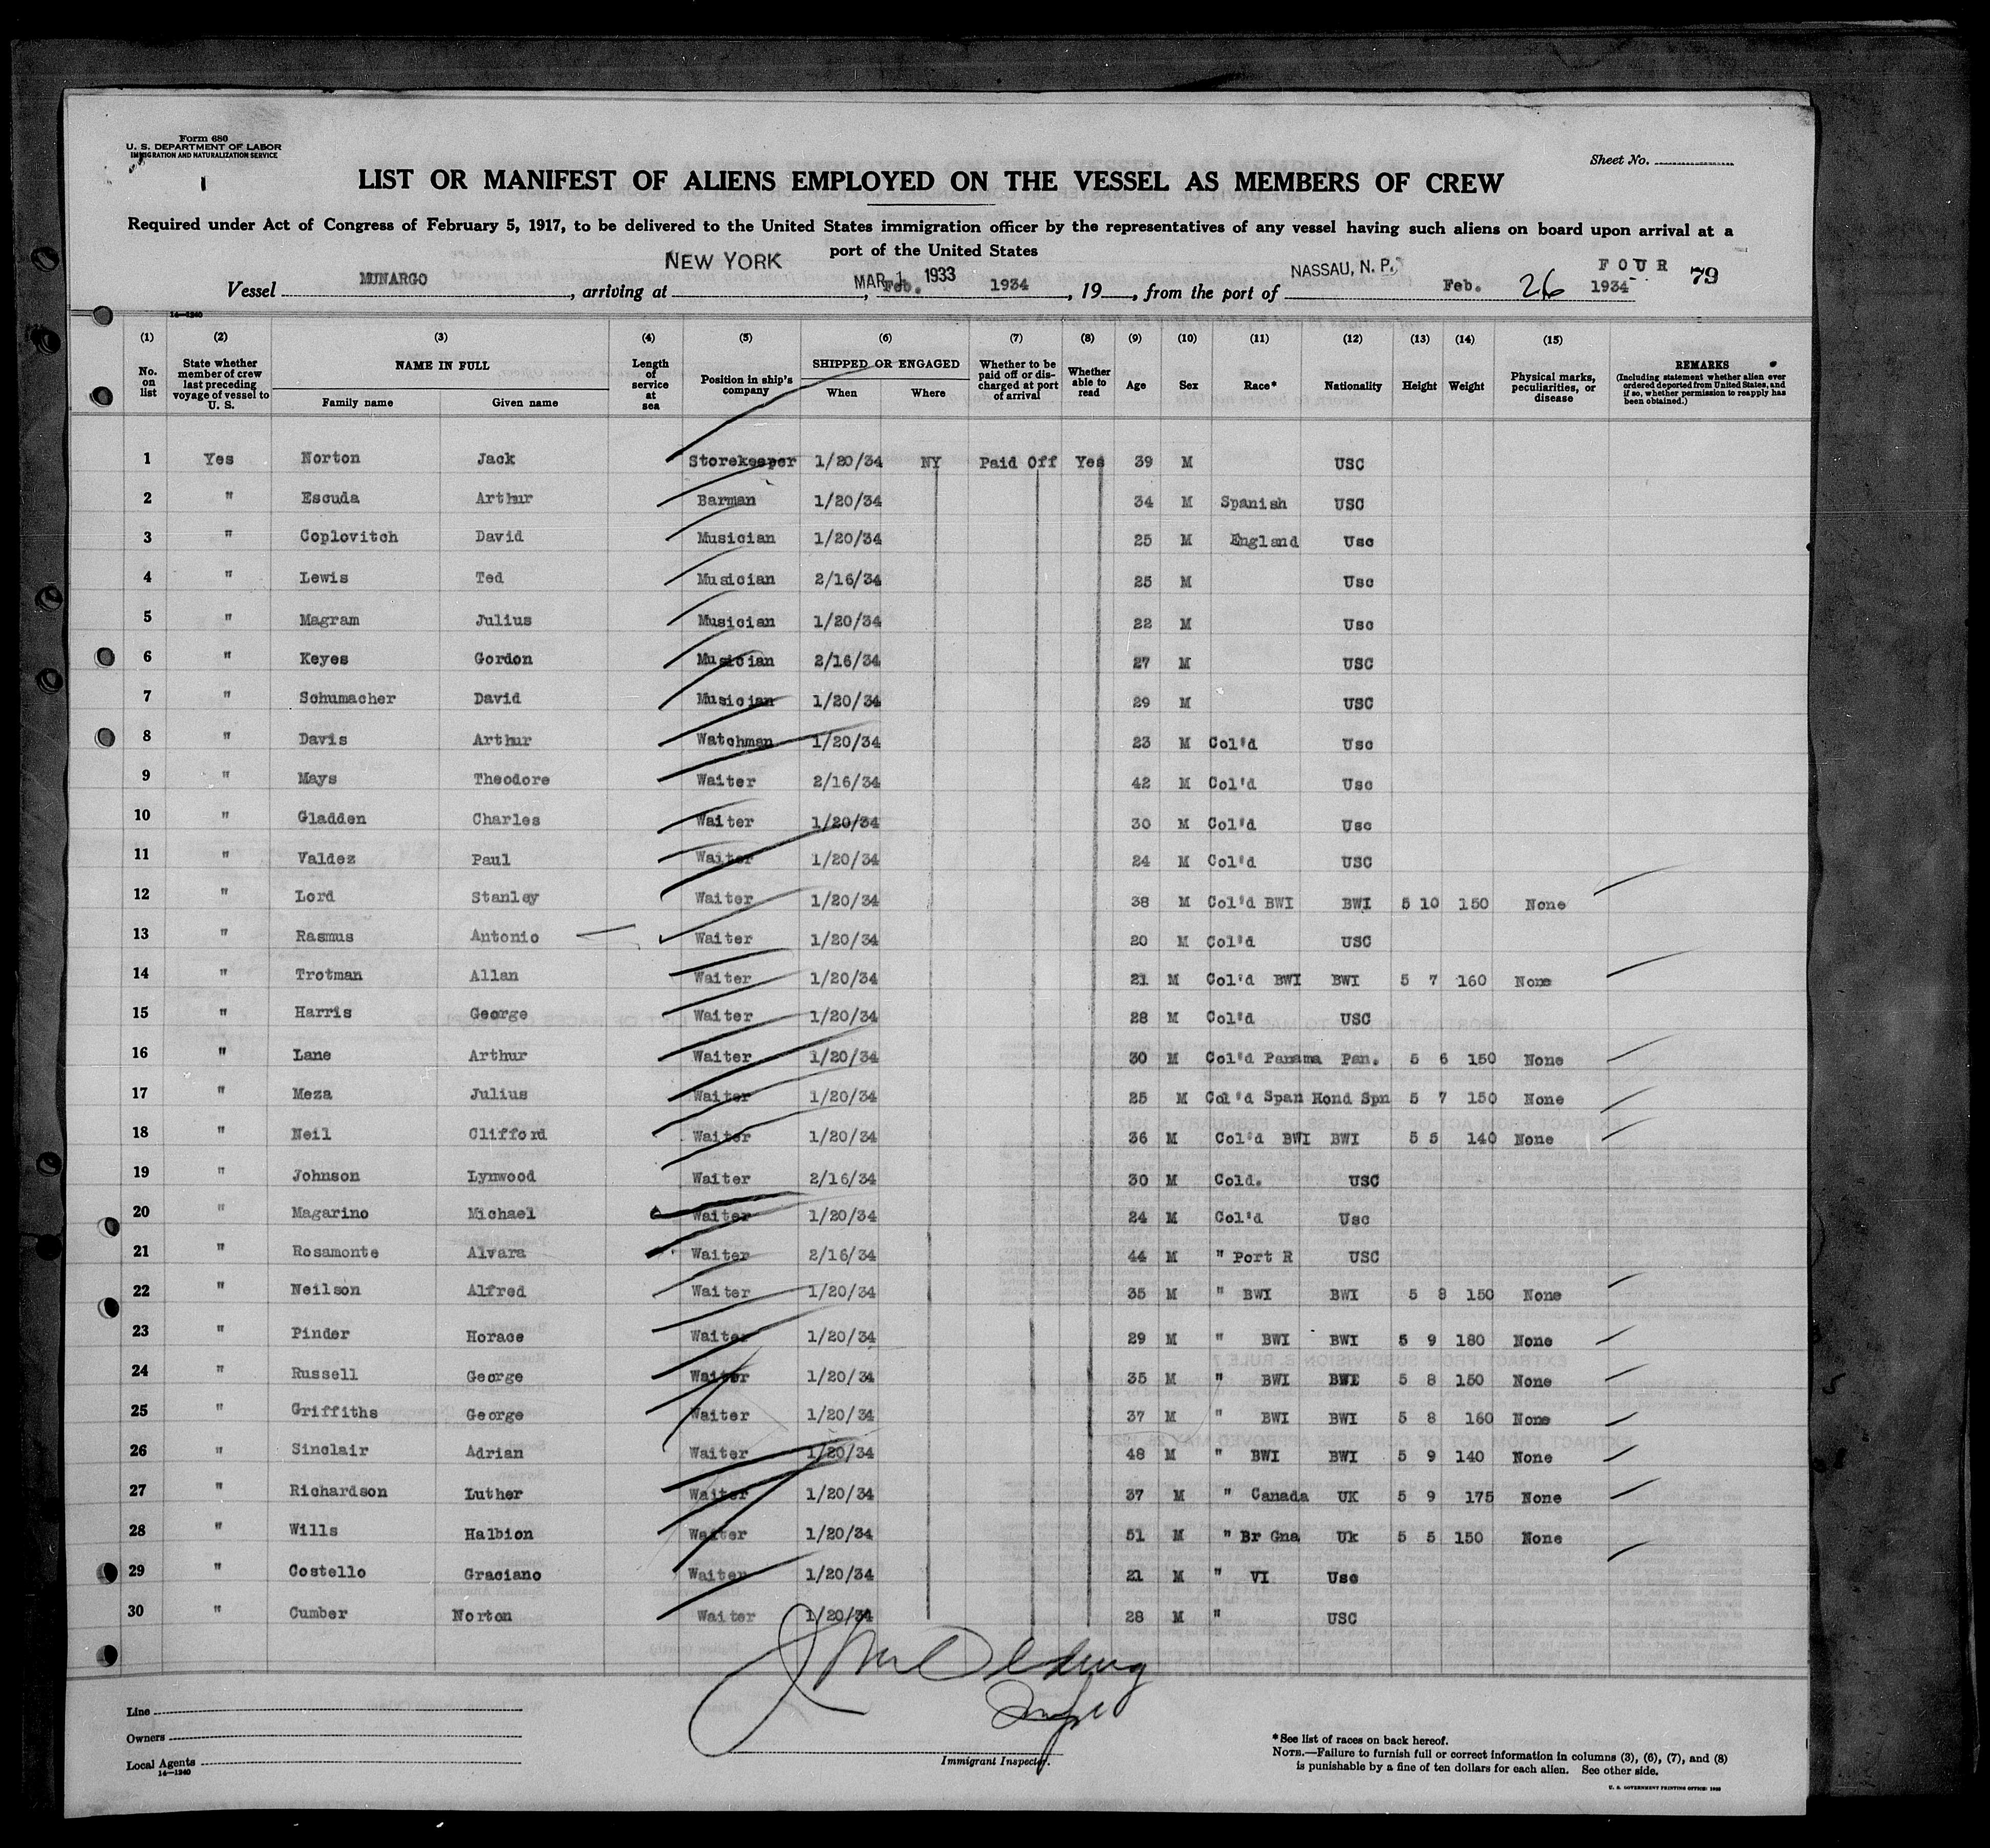 Form 680
U. S. DEPARTMENT OF LABOR
IMMIGRATION AND NATURALIZATION SERVICE
Sheet No.
LIST OR MANIFEST OF ALIENS EMPLOYED ON THE VESSEL AS MEMBERS OF CREW
Required under Act of Congress of February 5, 1917, to be delivered to the United States immigration officer by the representatives of any vessel having such aliens on board upon arrival at a
port of the United States
Vessel MUNARGO, arriving at NEW YORK, MAR 1 1933 Feb. 1934, 19, from the port of NASSAU, N. P. Feb. 26 1934 FOUR 79
14—1240
(1) (2) (3) (4) (5) (6) (7) (8) (9) (10) (11) (12) (13) (14) (15)
No. on list
State whether member of crew last preceding voyage of vessel to U. S.
NAME IN FULL
Family name Given name
Length of service at sea
Position in ship's company
SHIPPED OR ENGAGED
When Where
Whether to be paid off or discharged at port of arrival
Whether able to read
Age Sex Race* Nationality Height Weight
Physical marks, peculiarities, or disease
REMARKS
(Including statement whether alien ever ordered deported from United States, and if so, whether permission to reapply has been obtained.)
1 Yes Norton Jack Storekeeper 1/20/34 NY Paid Off Yes 39 M USC
2 " Escuda Arthur Barman 1/20/34 34 M Spanish USC
3 " Coplovitch David Musician 1/20/34 25 M England Usc
4 " Lewis Ted Musician 2/16/34 25 M Usc
5 " Magram Julius Musician 1/20/34 22 M Usc
6 " Keyes Gordon Musician 2/16/34 27 M USC
7 " Schumacher David Musician 1/20/34 29 M USC
8 " Davis Arthur Watchman 1/20/34 23 M Col'd Usc
9 " Mays Theodore Waiter 2/16/34 42 M Col'd Usc
10 " Gladden Charles Waiter 1/20/34 30 M Col'd Usc
11 " Valdez Paul Waiter 1/20/34 24 M Col'd USC
12 " Lord Stanley Waiter 1/20/34 38 M Col'd BWI BWI 5 10 150 None
13 " Rasmus Antonio Waiter 1/20/34 20 M Col'd USC
14 " Trotman Allan Waiter 1/20/34 21 M Col'd BWI BWI 5 7 160 None
15 " Harris George Waiter 1/20/34 28 M Col'd USC
16 " Lane Arthur Waiter 1/20/34 30 M Col'd Panama Pan. 5 6 150 None
17 " Meza Julius Waiter 1/20/34 25 M Col'd Span Hond Spn 5 7 150 None
18 " Neil Clifford Waiter 1/20/34 36 M Col'd BWI BWI 5 5 140 None
19 " Johnson Lynwood Waiter 2/16/34 30 M Cold. USC
20 " Magarino Michael Waiter 1/20/34 24 M Col'd Usc
21 " Rosamonte Alvara Waiter 2/16/34 44 M " Port R USC
22 " Neilson Alfred Waiter 1/20/34 35 M " BWI BWI 5 8 150 None
23 " Pinder Horace Waiter 1/20/34 29 M " BWI BWI 5 9 180 None
24 " Russell George Waiter 1/20/34 35 M " BWI BWI 5 8 150 None
25 " Griffiths George Waiter 1/20/34 37 M " BWI BWI 5 8 160 None
26 " Sinclair Adrian Waiter 1/20/34 48 M " BWI BWI 5 9 140 None
27 " Richardson Luther Waiter 1/20/34 37 M " Canada UK 5 9 175 None
28 " Wills Halbion Waiter 1/20/34 51 M " Br Gna Uk 5 5 150 None
29 " Costello Graciano Waiter 1/20/34 21 M " VI Usc
30 " Cumber Norton Waiter 1/20/34 28 M " USC
Line
Owners
Local Agents
14—1240
Immigrant Inspector.
*See list of races on back hereof.
NOTE.—Failure to furnish full or correct information in columns (3), (6), (7), and (8)
is punishable by a fine of ten dollars for each alien. See other side.
U. S. GOVERNMENT PRINTING OFFICE: 1932